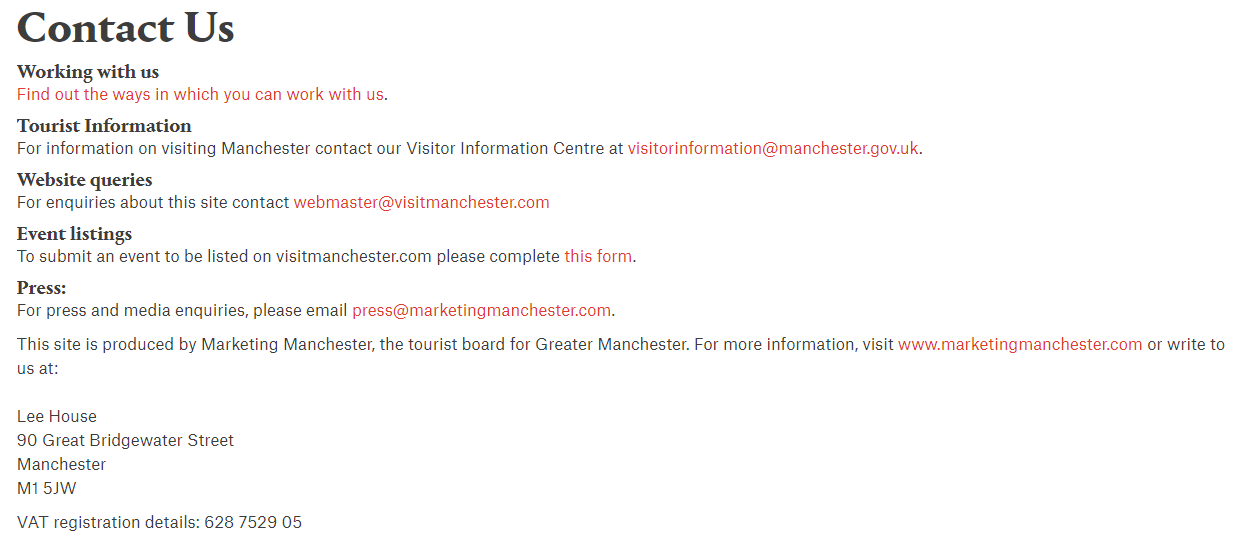 Contact Us
Working with us
Find out the ways in which you can work with us.
Tourist Information
For information on visiting Manchester contact our Visitor Information Centre at visitorinformation@manchester.gov.uk.
Website queries
For enquiries about this site contact webmaster@visitmanchester.com
Event listings
To submit an event to be listed on visitmanchester.com please complete this form.
Press:
For press and media enquiries, please email press@marketingmanchester.com.
This site is produced by Marketing Manchester, the tourist board for Greater Manchester. For more information, visit www.marketingmanchester.com or write to
us at:
Lee House
90 Great Bridgewater Street
Manchester
M1 5JW
VAT registration details: 628 7529 05